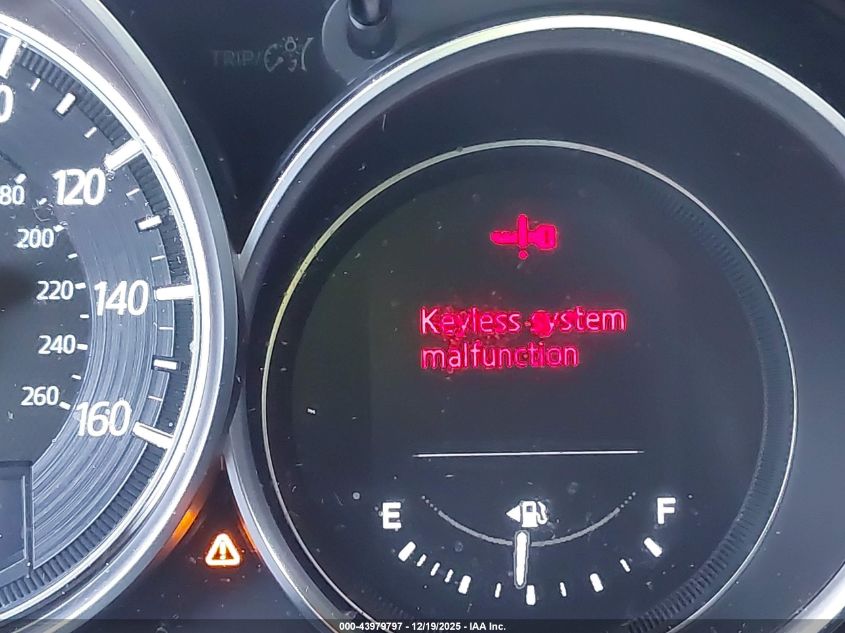 TRIP/
0
120
80
200
220
140
240
260
160
Keyless system
malfunction
E
F
000-43979797 - 12/19/2025 - IAA Inc.